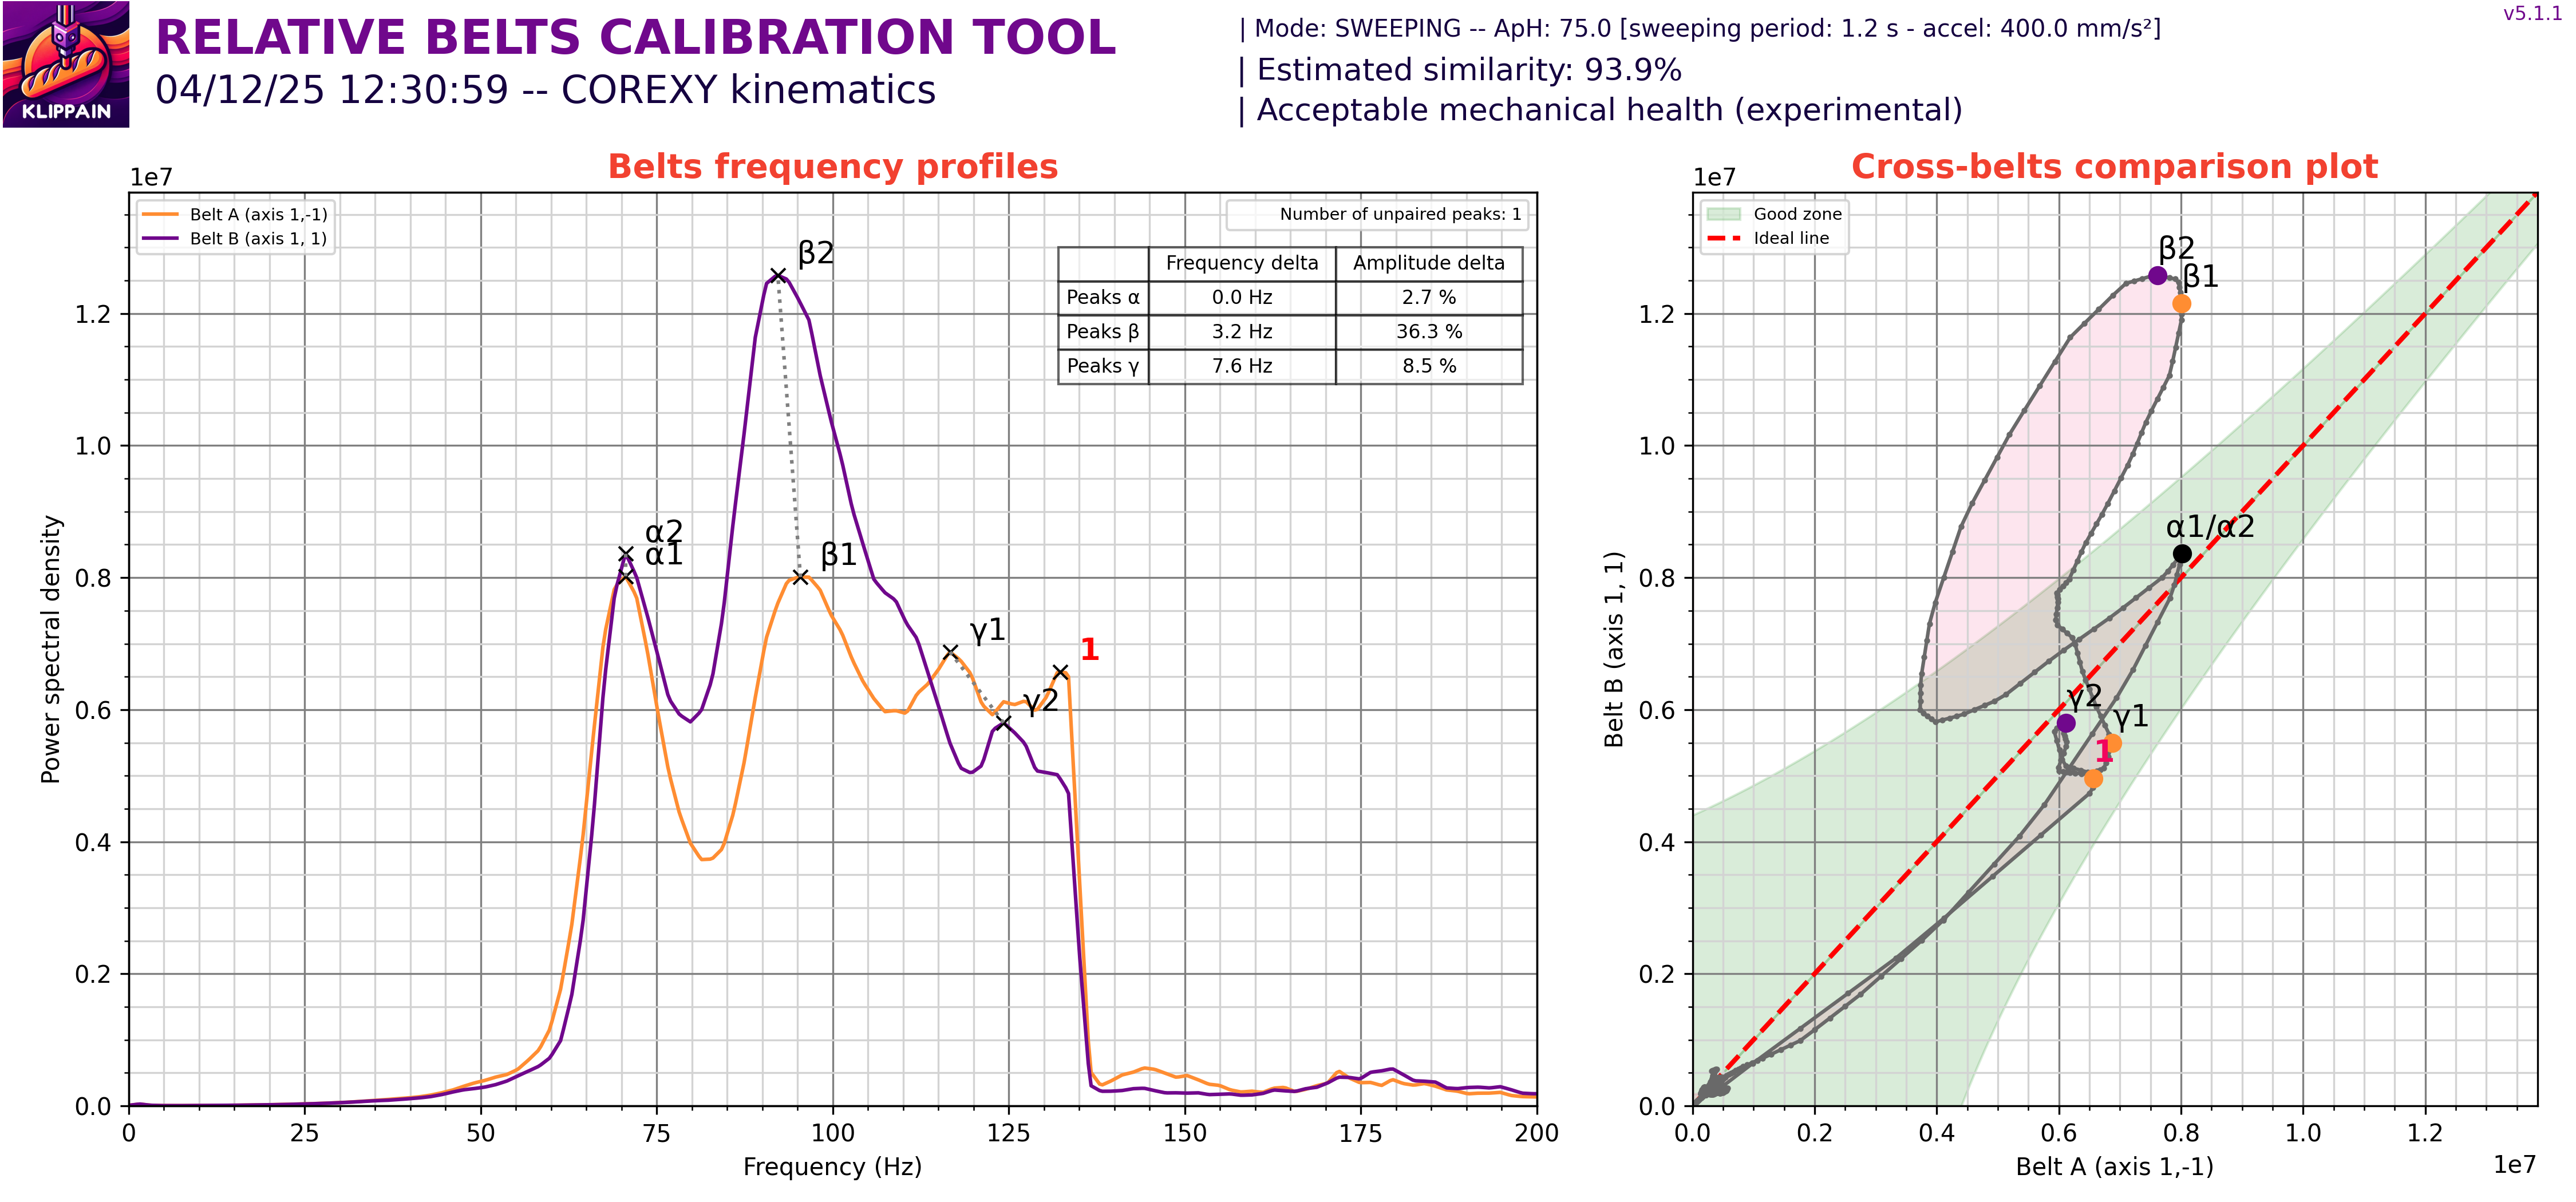 KLIPPAIN
RELATIVE BELTS CALIBRATION TOOL
04/12/25 12:30:59 -- COREXY kinematics
| Mode: SWEEPING -- ApH: 75.0 [sweeping period: 1.2 s - accel: 400.0 mm/s²]
| Estimated similarity: 93.9%
| Acceptable mechanical health (experimental)
v5.1.1
Belts frequency profiles
1e7
Belt A (axis 1,-1)
Belt B (axis 1, 1)
Number of unpaired peaks: 1
Frequency delta Amplitude delta
Peaks α 0.0 Hz 2.7 %
Peaks β 3.2 Hz 36.3 %
Peaks γ 7.6 Hz 8.5 %
β2
α2
α1
β1
γ1
1
γ2
1.2
1.0
0.8
0.6
0.4
0.2
0.0
Power spectral density
0 25 50 75 100 125 150 175 200
Frequency (Hz)
Cross-belts comparison plot
1e7
Good zone
Ideal line
β2
β1
α1/α2
γ2
γ1
1
1.2
1.0
0.8
0.6
0.4
0.2
0.0
Belt B (axis 1, 1)
0.0 0.2 0.4 0.6 0.8 1.0 1.2
Belt A (axis 1,-1)
1e7